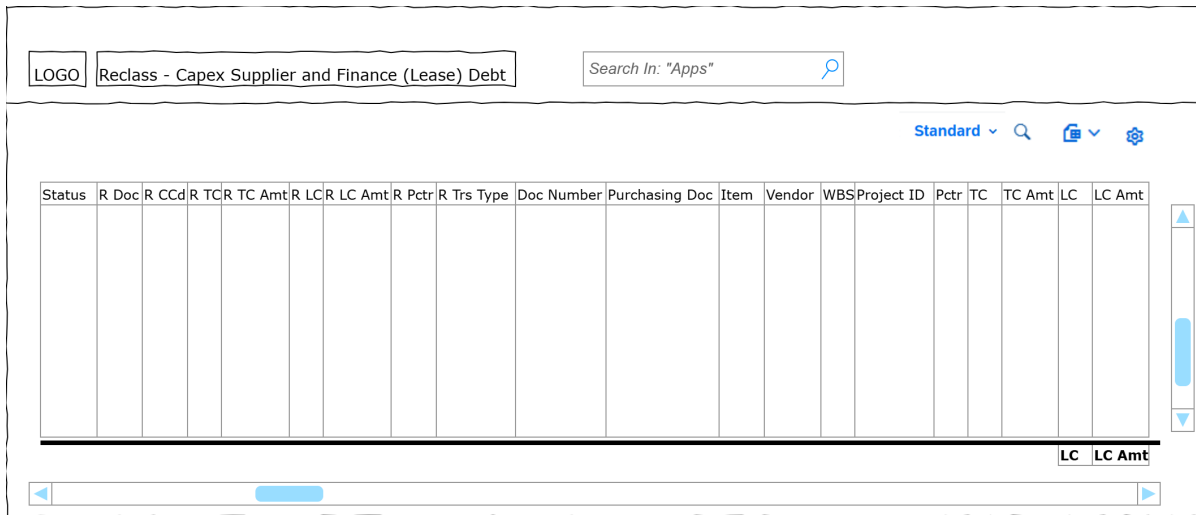 LOGO Reclass - Capex Supplier and Finance (Lease) Debt Search In: "Apps"
Standard
Status R Doc R CCd R TC R TC Amt R LC R LC Amt R Pctr R Trs Type Doc Number Purchasing Doc Item Vendor WBS Project ID Pctr TC TC Amt LC LC Amt
LC LC Amt